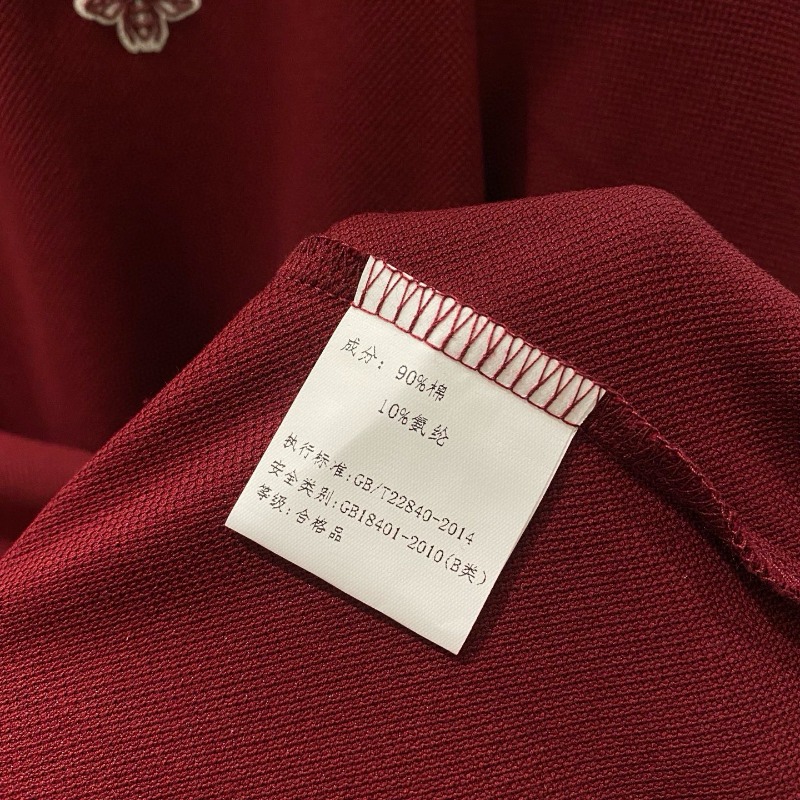 成分: 90%棉
10%氨纶
执行标准:GB/T22840-2014
安全类别:GB18401-2010(B类)
等级:合格品